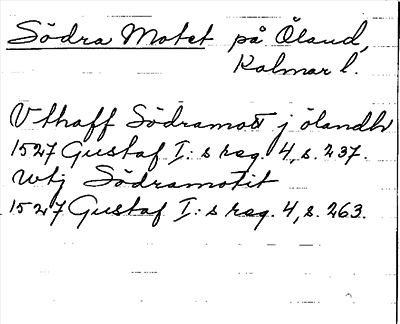 Södra Motet på Öland,
Kalmar l.
Vthaff Södramott j ölandh
1527 Gustaf I:s reg. 4, s. 237.
Wtj Södramotit
1527 Gustaf I:s reg. 4, s. 263.